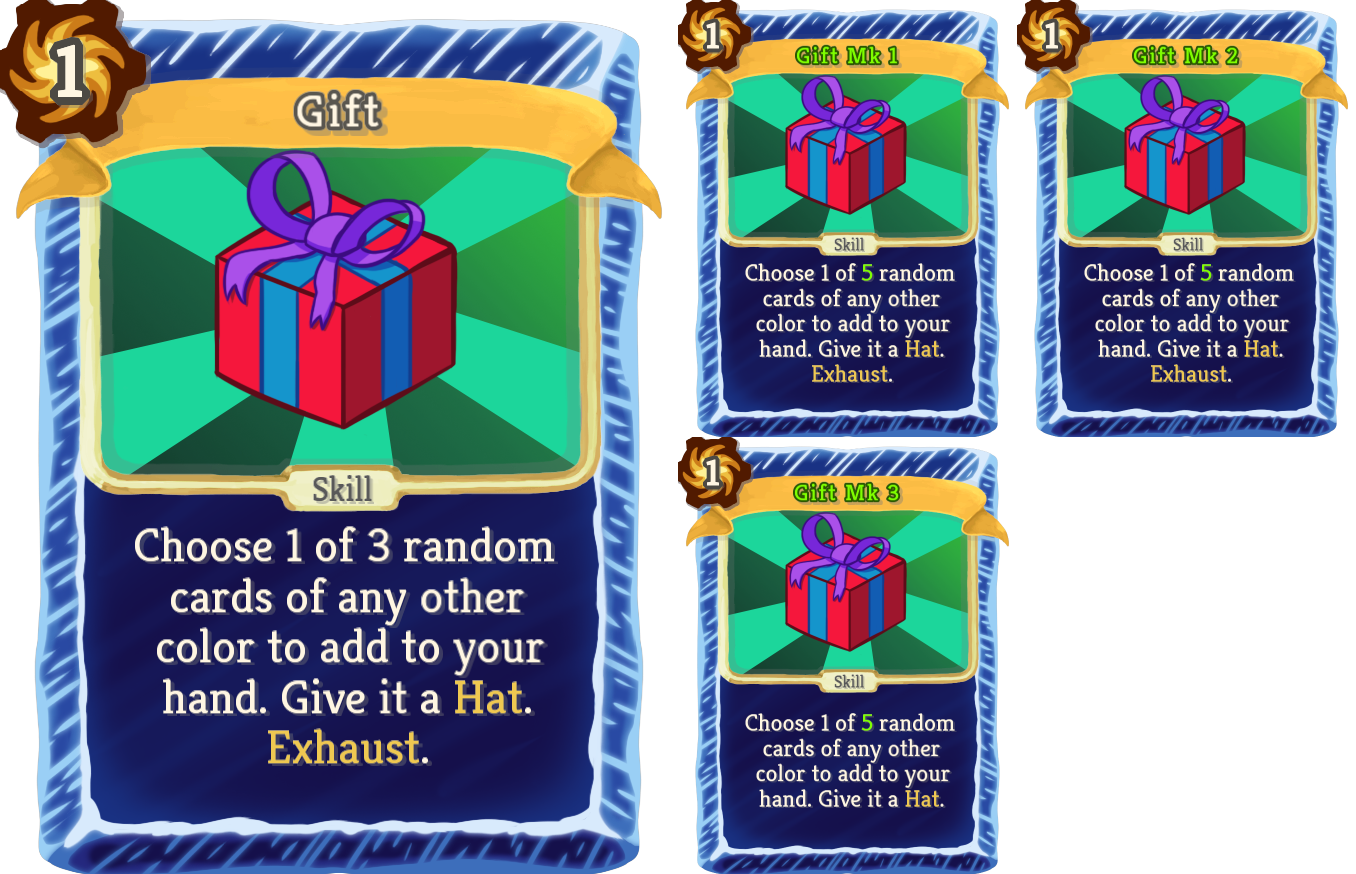 1
Gift
Skill
Choose 1 of 3 random
cards of any other
color to add to your
hand. Give it a Hat.
Exhaust.
1
Gift Mk 1
Skill
Choose 1 of 5 random
cards of any other
color to add to your
hand. Give it a Hat.
Exhaust.
1
Gift Mk 2
Skill
Choose 1 of 5 random
cards of any other
color to add to your
hand. Give it a Hat.
Exhaust.
1
Gift Mk 3
Skill
Choose 1 of 5 random
cards of any other
color to add to your
hand. Give it a Hat.